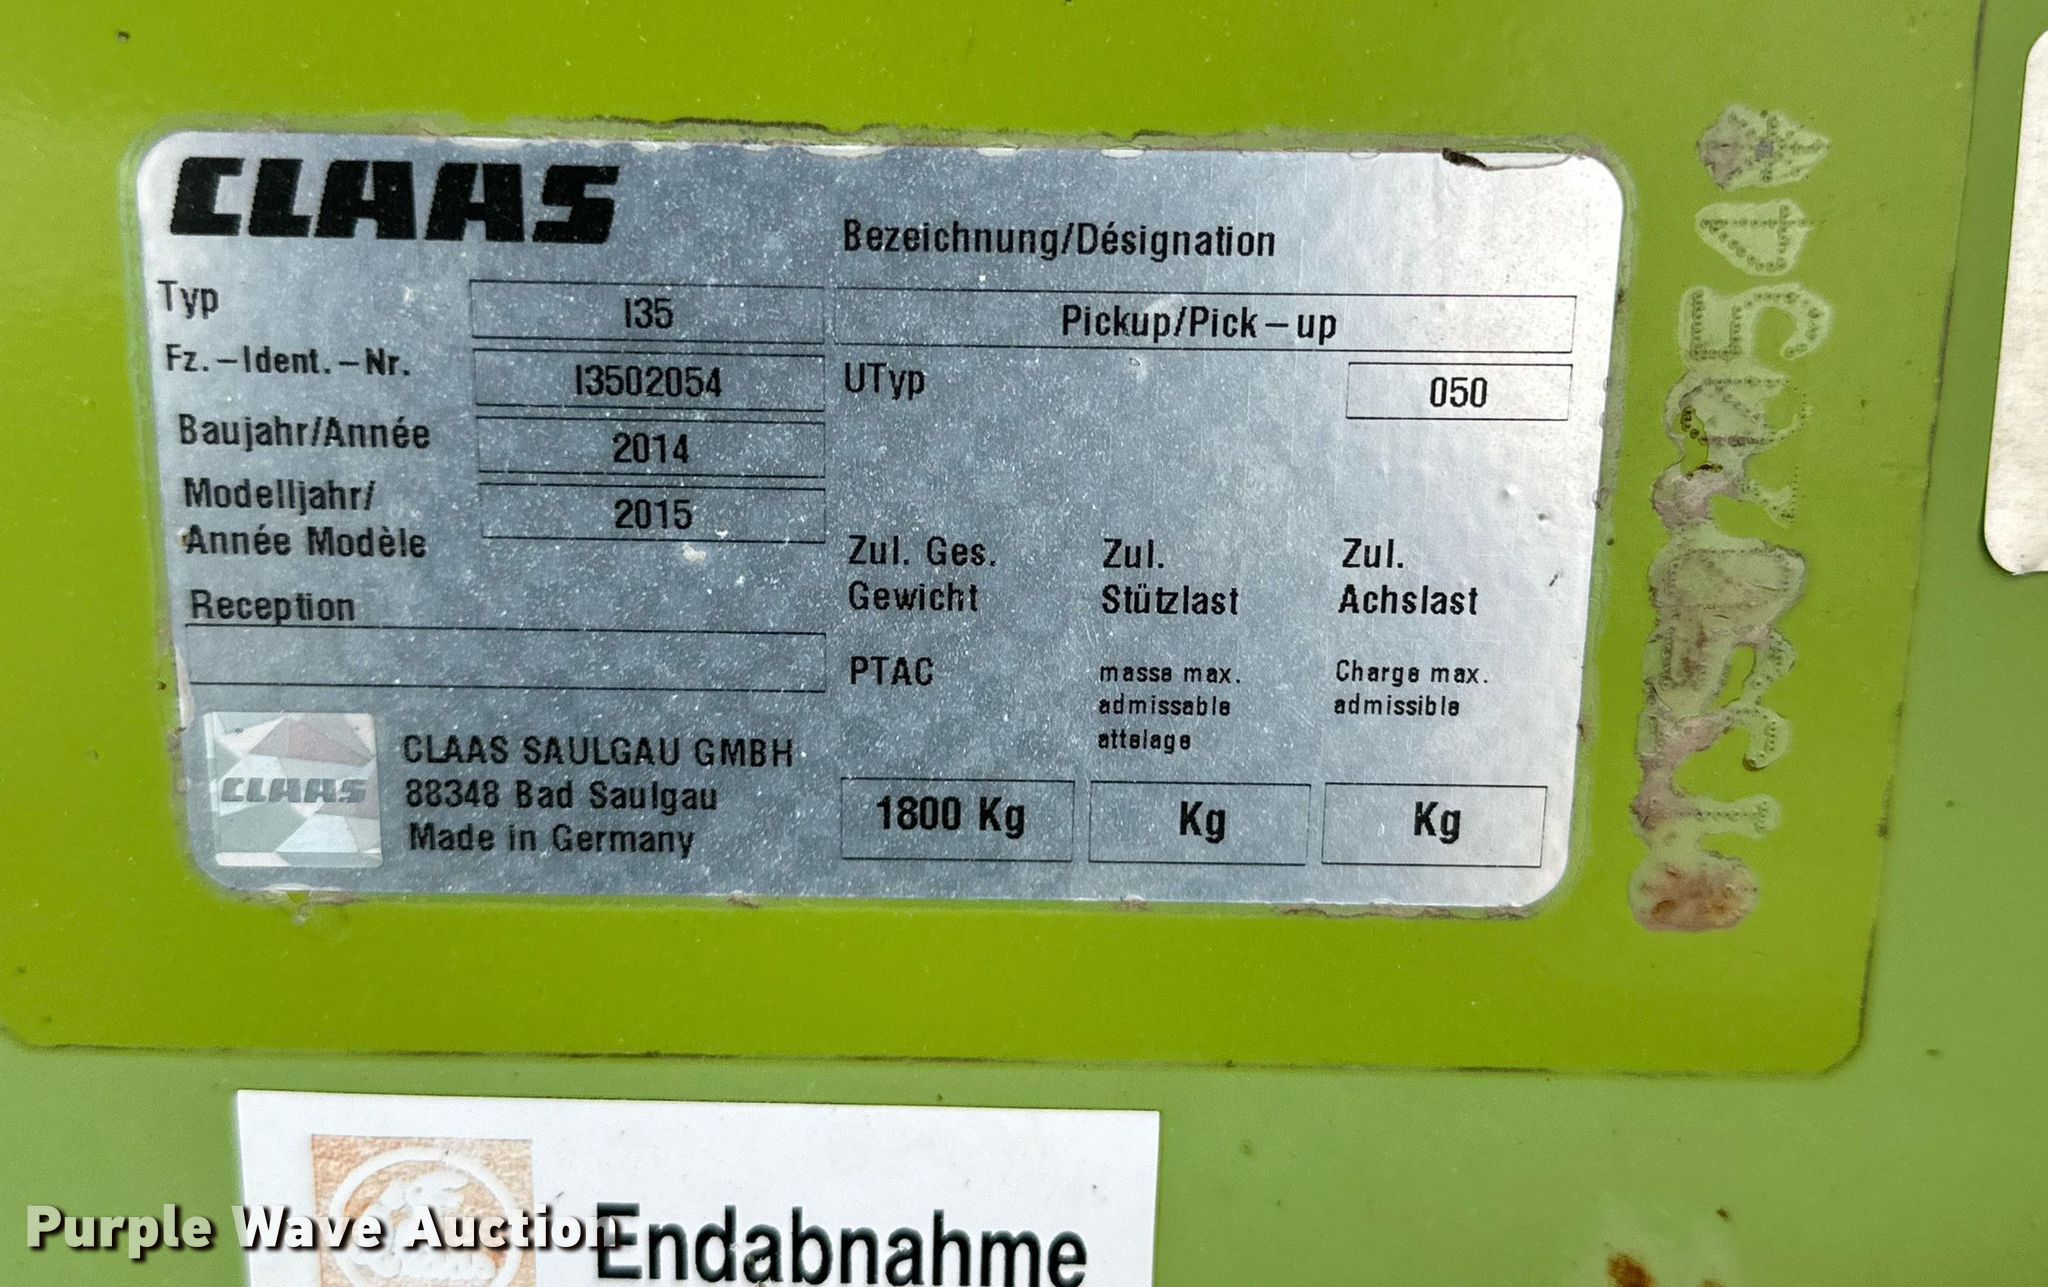 CLAAS
Bezeichnung/Désignation
Typ
I35
Pickup/Pick-up
Fz.-Ident.-Nr.
I3502054
UTyp
050
Baujahr/Année
2014
Modelljahr/
Année Modèle
2015
Reception
Zul. Ges.
Gewicht
PTAC
1800 Kg
Zul.
Stützlast
masse max.
admissable
attelage
Kg
Zul.
Achslast
Charge max.
admissible
Kg
CLAAS
CLAAS SAULGAU GMBH
88348 Bad Saulgau
Made in Germany
Endabnahme
Purple Wave Auction